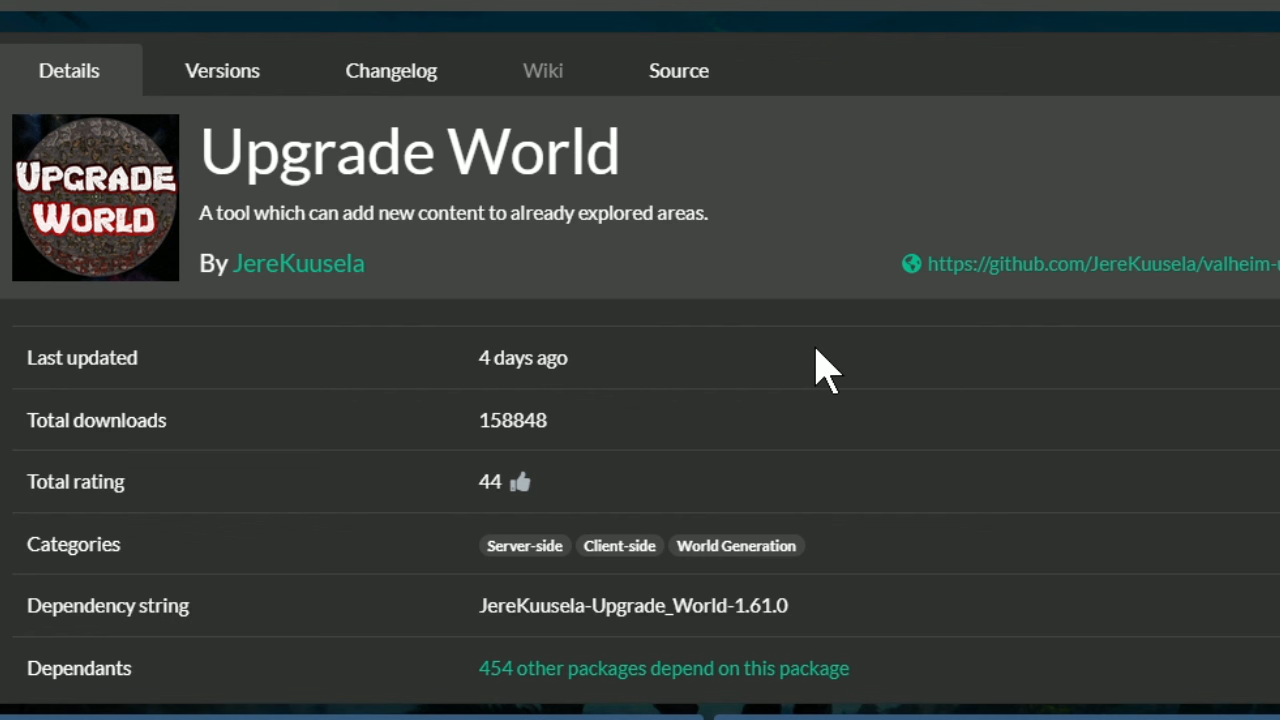 Details Versions Changelog Wiki Source
UPGRADE
WORLD
Upgrade World
A tool which can add new content to already explored areas.
By JereKuusela
https://github.com/JereKuusela/valheim-
Last updated 4 days ago
Total downloads 158848
Total rating 44
Categories Server-side Client-side World Generation
Dependency string JereKuusela-Upgrade_World-1.61.0
Dependants 454 other packages depend on this package